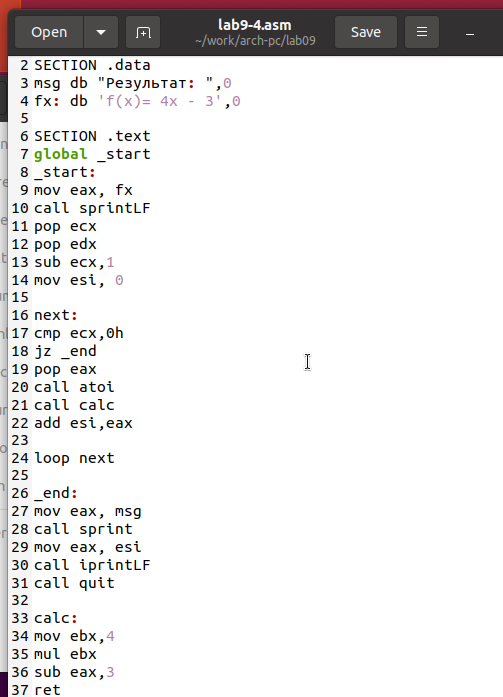 Open
lab9-4.asm
~/work/arch-pc/lab09
Save
2 SECTION .data
3 msg db "Результат: ",0
4 fx: db 'f(x)= 4x - 3',0
5
6 SECTION .text
7 global _start
8 _start:
9 mov eax, fx
10 call sprintLF
11 pop ecx
12 pop edx
13 sub ecx,1
14 mov esi, 0
15
16 next:
17 cmp ecx,0h
18 jz _end
19 pop eax
20 call atoi
21 call calc
22 add esi,eax
23
24 loop next
25
26 _end:
27 mov eax, msg
28 call sprint
29 mov eax, esi
30 call iprintLF
31 call quit
32
33 calc:
34 mov ebx,4
35 mul ebx
36 sub eax,3
37 ret